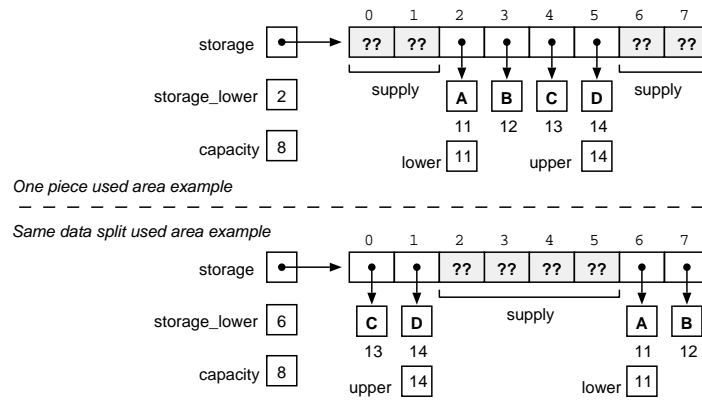 0 1 2 3 4 5 6 7
storage ?? ?? ?? ??
supply supply
storage_lower 2 A B C D
11 12 13 14
capacity 8
lower 11 upper 14
One piece used area example
Same data split used area example
0 1 2 3 4 5 6 7
storage ?? ?? ?? ??
supply
storage_lower 6 C D A B
13 14 11 12
capacity 8
upper 14 lower 11